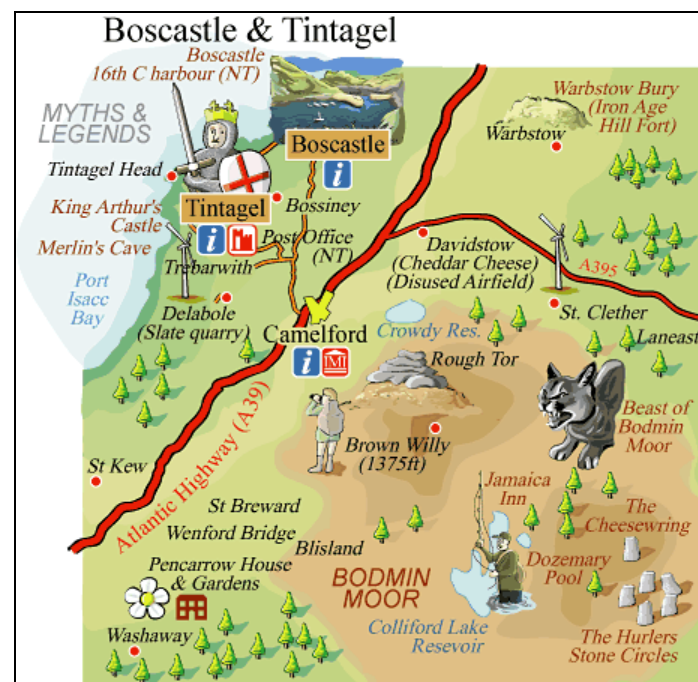 Boscastle & Tintagel
Boscastle
16th C harbour (NT)
MYTHS &
LEGENDS
Warbstow Bury
(Iron Age
Hill Fort)
Warbstow
Boscastle
i
Tintagel Head
King Arthur's
Castle
Merlin's Cave
Tintagel
i
Bossiney
Post Office
(NT)
Trebarwith
Port
Isacc
Bay
Delabole
(Slate quarry)
Davidstow
(Cheddar Cheese)
(Disused Airfield)
A395
St. Clether
Laneast
Camelford
i
M
Crowdy Res.
Rough Tor
Brown Willy
(1375ft)
Beast of
Bodmin
Moor
Atlantic Highway (A39)
St Kew
St Breward
Wenford Bridge
Blisland
Pencarrow House
& Gardens
Washaway
BODMIN
MOOR
Jamaica
Inn
The
Cheesewring
Dozemary
Pool
Colliford Lake
Resevoir
The Hurlers
Stone Circles